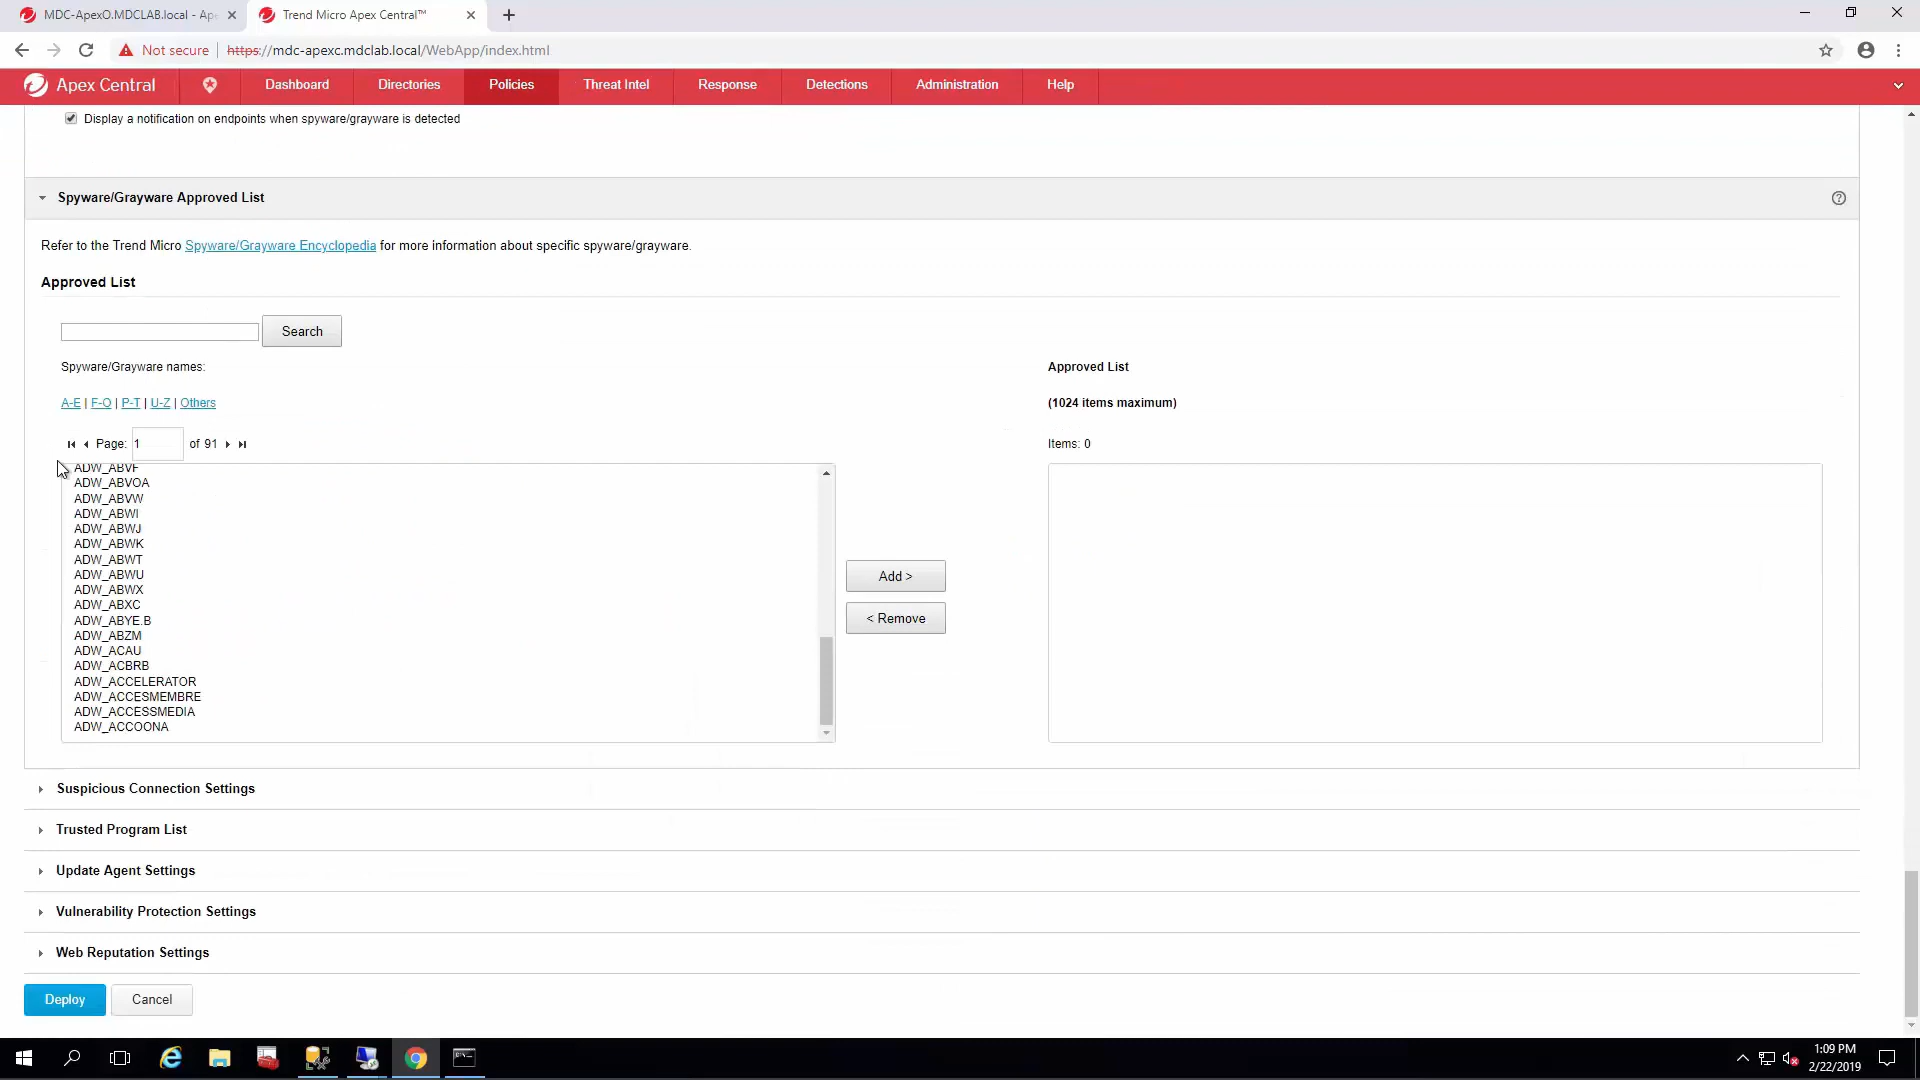 MDC-ApexO.MDCLAB.local - Ape
Trend Micro Apex Central™
Not secure
https://mdc-apexc.mdclab.local/WebApp/index.html
Apex Central
Dashboard
Directories
Policies
Threat Intel
Response
Detections
Administration
Help
Display a notification on endpoints when spyware/grayware is detected
Spyware/Grayware Approved List
Refer to the Trend Micro Spyware/Grayware Encyclopedia for more information about specific spyware/grayware.
Approved List
Search
Spyware/Grayware names:
Approved List
A-E | F-O | P-T | U-Z | Others
(1024 items maximum)
Page: 1 of 91
Items: 0
ADW_ABVF
ADW_ABVOA
ADW_ABVW
ADW_ABWI
ADW_ABWJ
ADW_ABWK
ADW_ABWT
ADW_ABWU
ADW_ABWX
ADW_ABXC
ADW_ABYE.B
ADW_ABZM
ADW_ACAU
ADW_ACBRB
ADW_ACCELERATOR
ADW_ACCESMEMBRE
ADW_ACCESSMEDIA
ADW_ACCOONA
Add >
< Remove
Suspicious Connection Settings
Trusted Program List
Update Agent Settings
Vulnerability Protection Settings
Web Reputation Settings
Deploy
Cancel
1:09 PM
2/22/2019